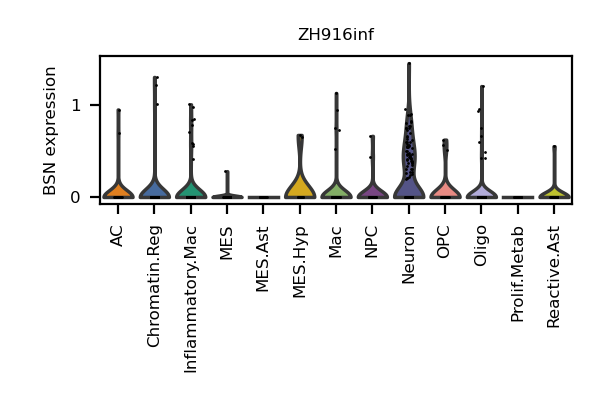 ZH916inf
BSN expression
1
0
AC
Chromatin.Reg
Inflammatory.Mac
MES
MES.Ast
MES.Hyp
Mac
NPC
Neuron
OPC
Oligo
Prolif.Metab
Reactive.Ast